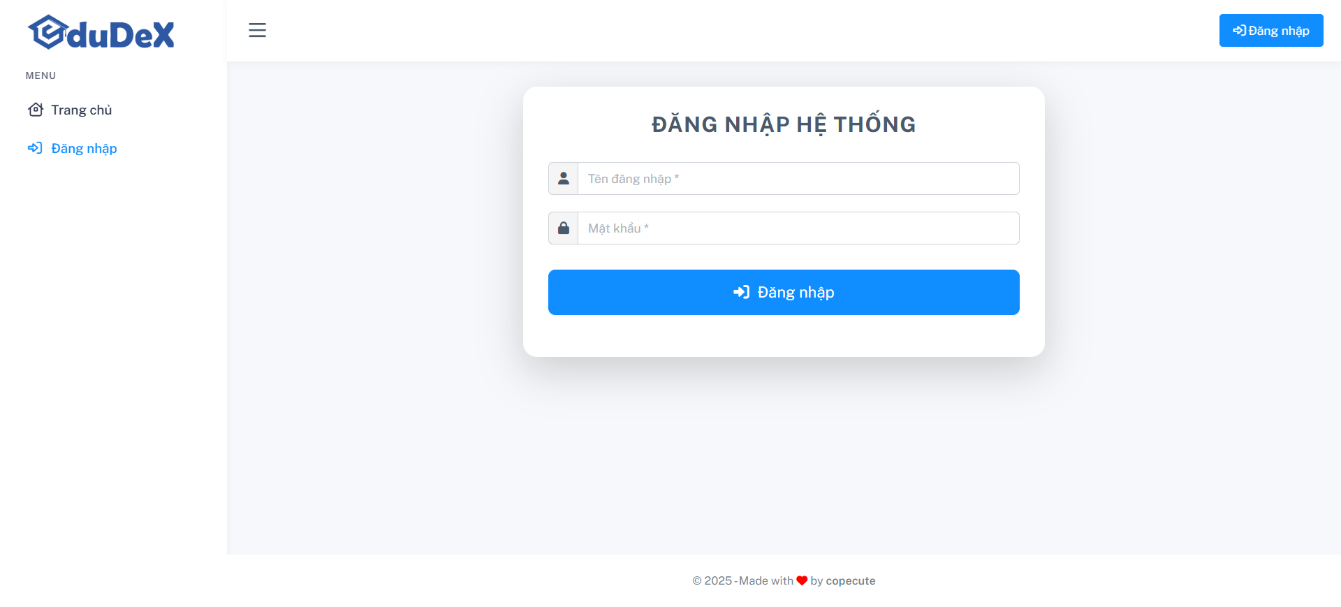 EduDeX
Đăng nhập
MENU
Trang chủ
Đăng nhập
ĐĂNG NHẬP HỆ THỐNG
Tên đăng nhập *
Mật khẩu *
Đăng nhập
© 2025 - Made with ❤ by copecute